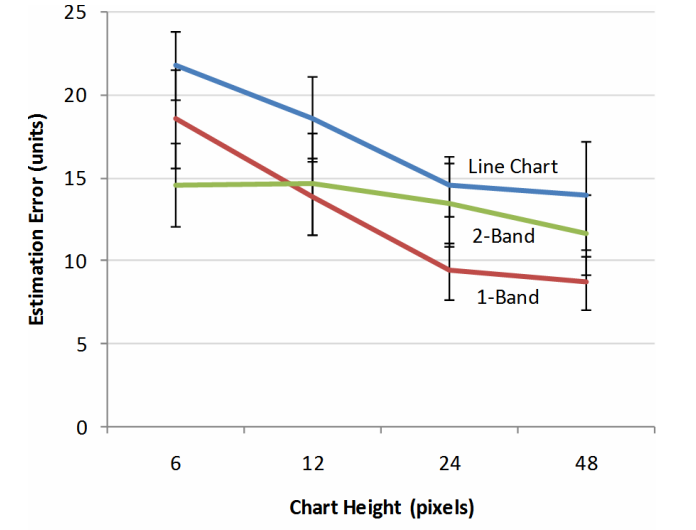 25
20
15
10
5
0
Estimation Error (units)
Line Chart
2-Band
1-Band
6 12 24 48
Chart Height (pixels)